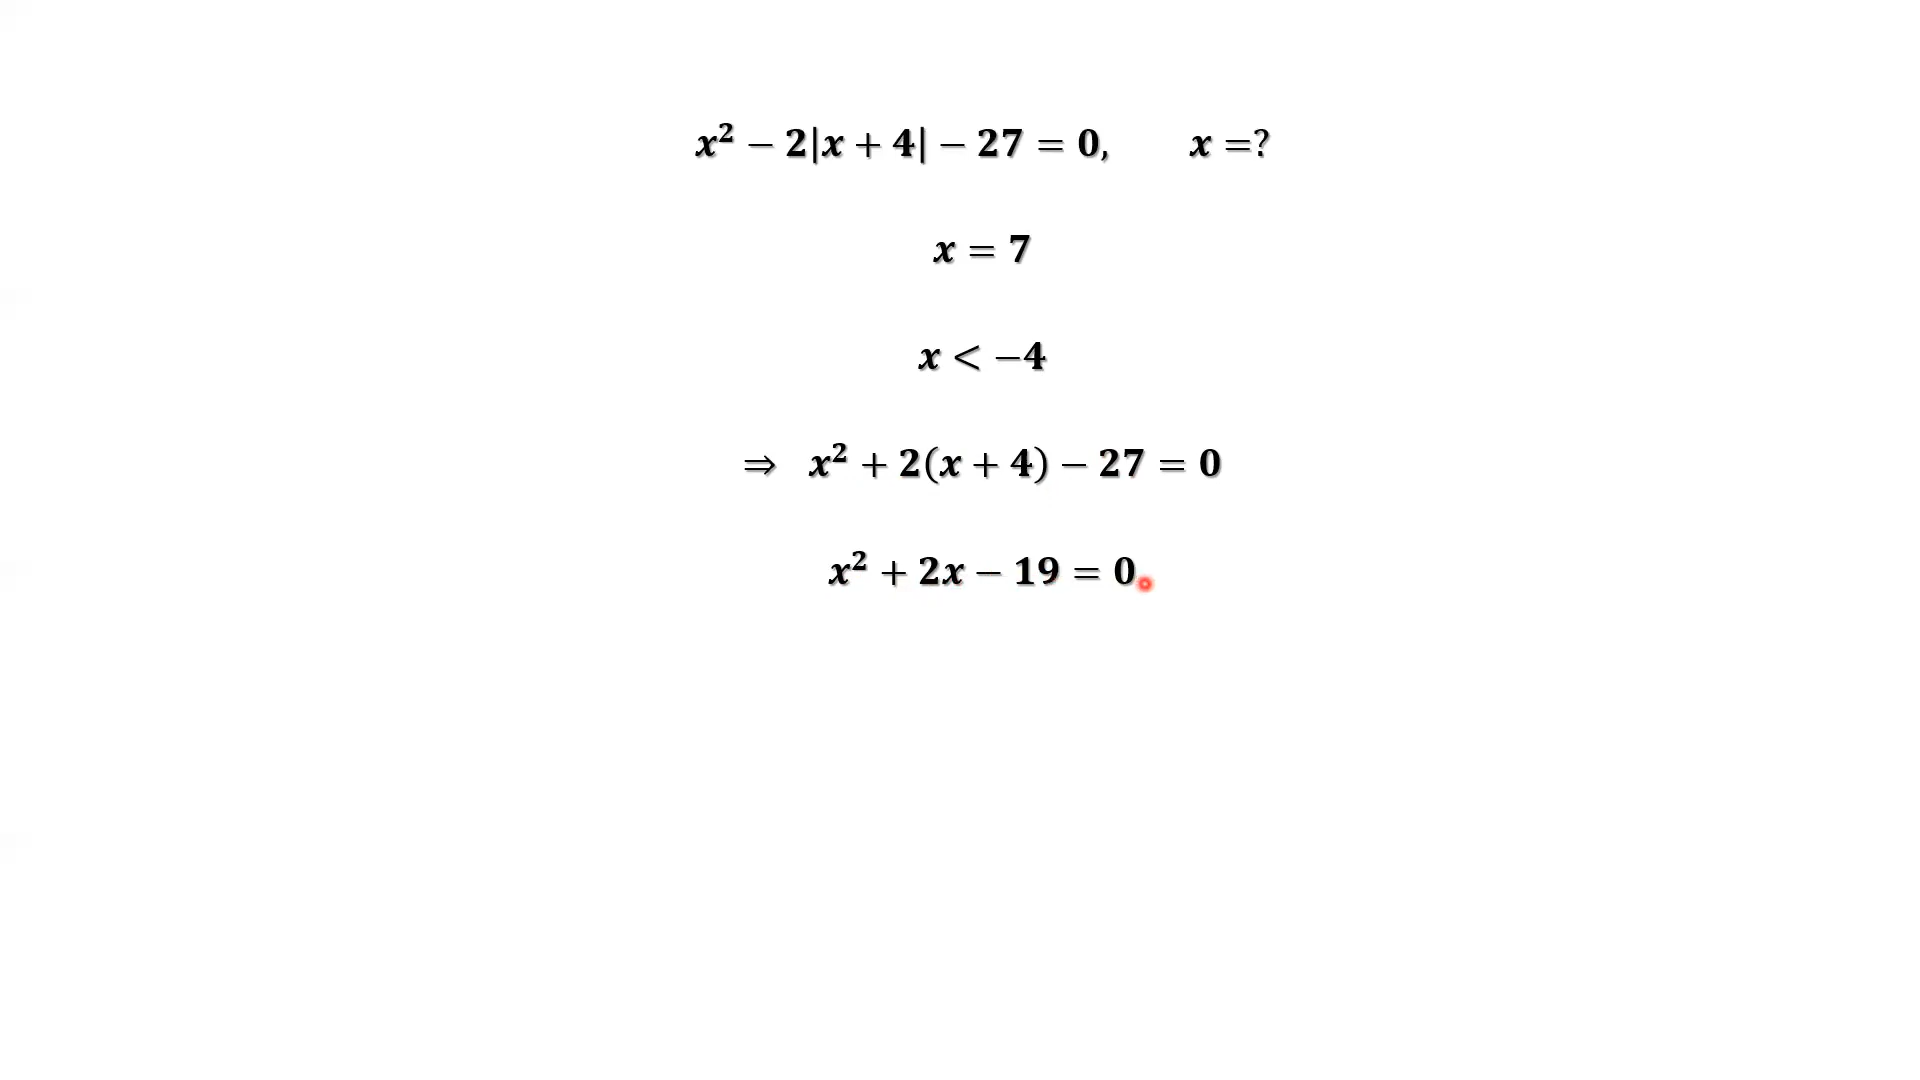 x² − 2|x + 4| − 27 = 0, x =?
x = 7
x < −4
⇒ x² + 2(x + 4) − 27 = 0
x² + 2x − 19 = 0